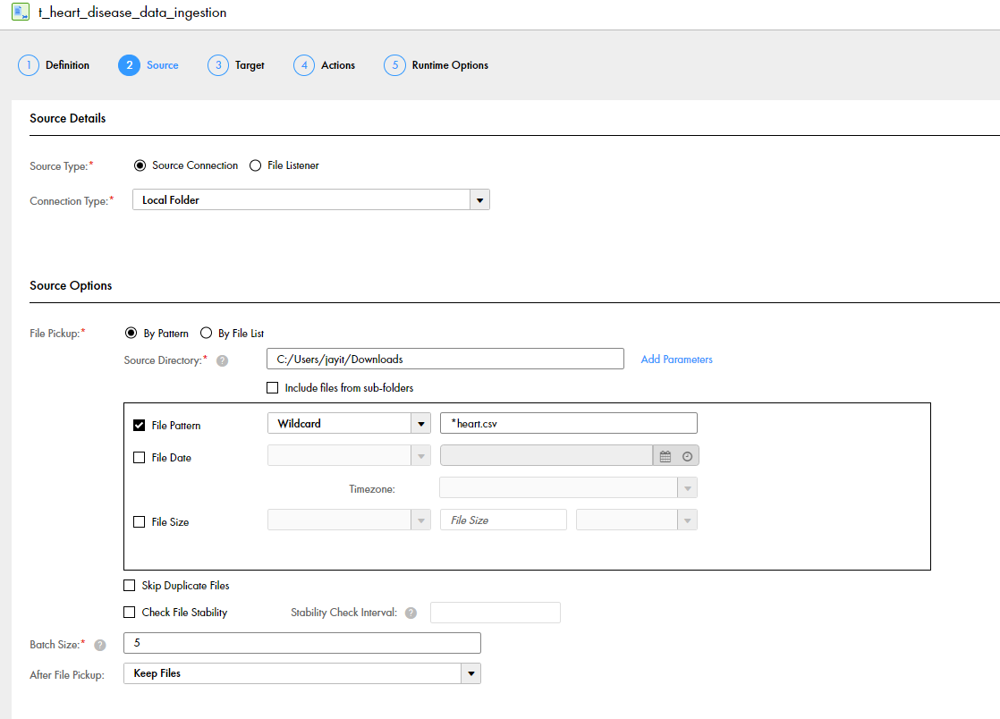 t_heart_disease_data_ingestion
1 Definition 2 Source 3 Target 4 Actions 5 Runtime Options
Source Details
Source Type:* Source Connection File Listener
Connection Type:* Local Folder
Source Options
File Pickup:* By Pattern By File List
Source Directory:* ? C:/Users/jayit/Downloads Add Parameters
Include files from sub-folders
File Pattern Wildcard *heart.csv
File Date
Timezone:
File Size File Size
Skip Duplicate Files
Check File Stability Stability Check Interval: ?
Batch Size:* ? 5
After File Pickup: Keep Files